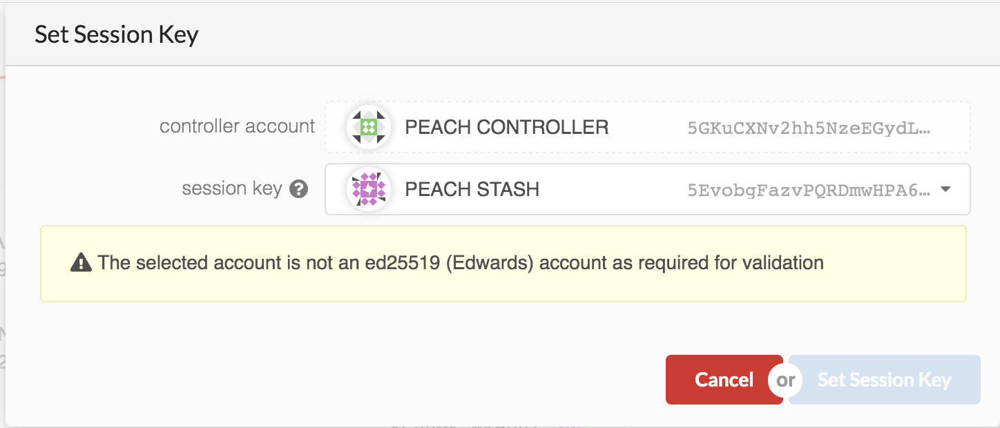 Set Session Key
controller account PEACH CONTROLLER 5GKuCXNv2hh5NzeEGydL…
session key ? PEACH STASH 5EvobgFazvPQRDmwHPA6…
The selected account is not an ed25519 (Edwards) account as required for validation
Cancel or Set Session Key